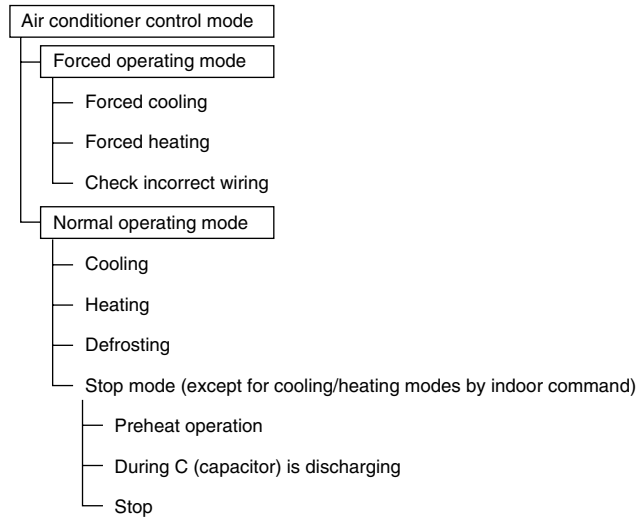 Air conditioner control mode
Forced operating mode
Forced cooling
Forced heating
Check incorrect wiring
Normal operating mode
Cooling
Heating
Defrosting
Stop mode (except for cooling/heating modes by indoor command)
Preheat operation
During C (capacitor) is discharging
Stop